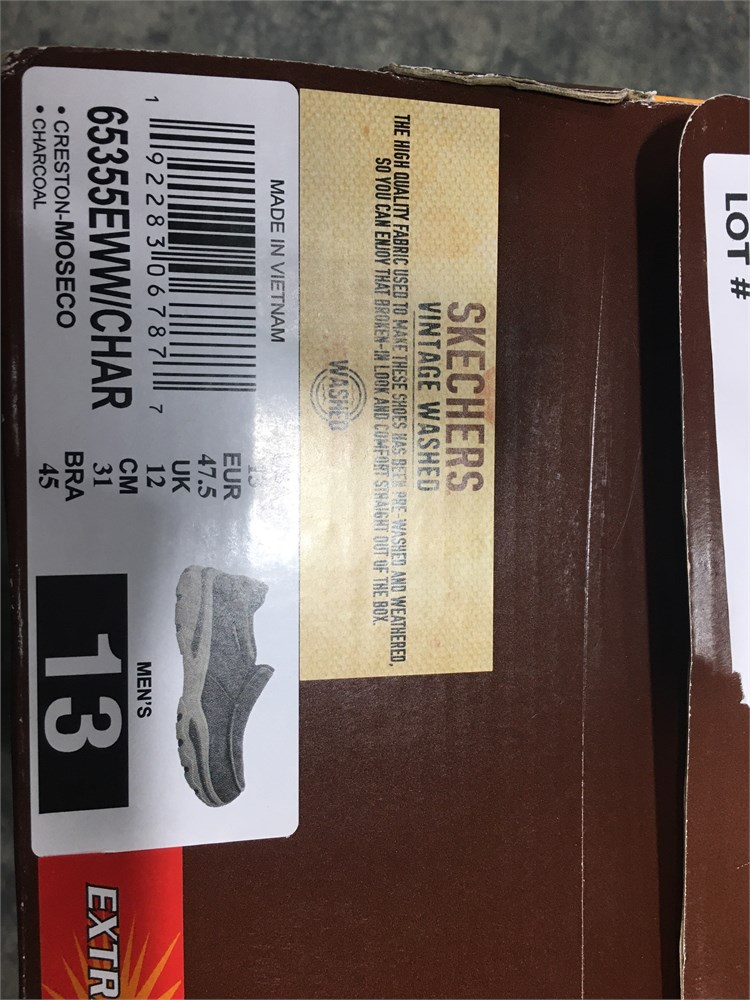 LOT #
SKECHERS
VINTAGE WASHED
THE HIGH QUALITY FABRIC USED TO MAKE THESE SHOES HAS BEEN PRE-WASHED AND WEATHERED,
SO YOU CAN ENJOY THAT BROKEN-IN LOOK AND COMFORT STRAIGHT OUT OF THE BOX.
WASHED
MADE IN VIETNAM
1 92283 06787 7
65355EWW/CHAR
• CRESTON-MOSECO
• CHARCOAL
13
EUR
47.5
UK
12
CM
31
BRA
45
MEN'S
13
EXTR